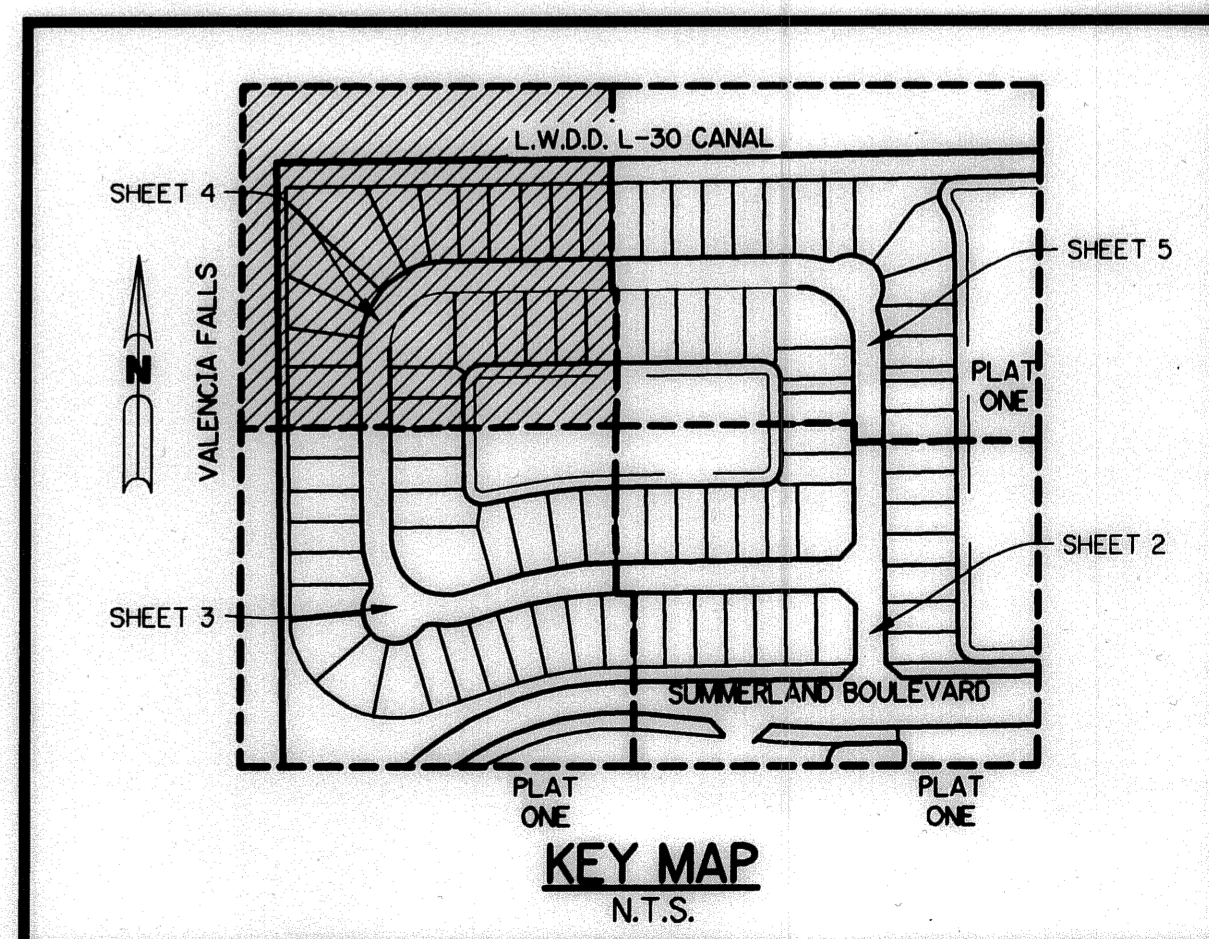 L.W.D.D. L-30 CANAL
SHEET 4
SHEET 5
VALENCIA FALLS
N
PLAT
ONE
SHEET 2
SHEET 3
SUMMERLAND BOULEVARD
PLAT
ONE
PLAT
ONE
KEY MAP
N.T.S.